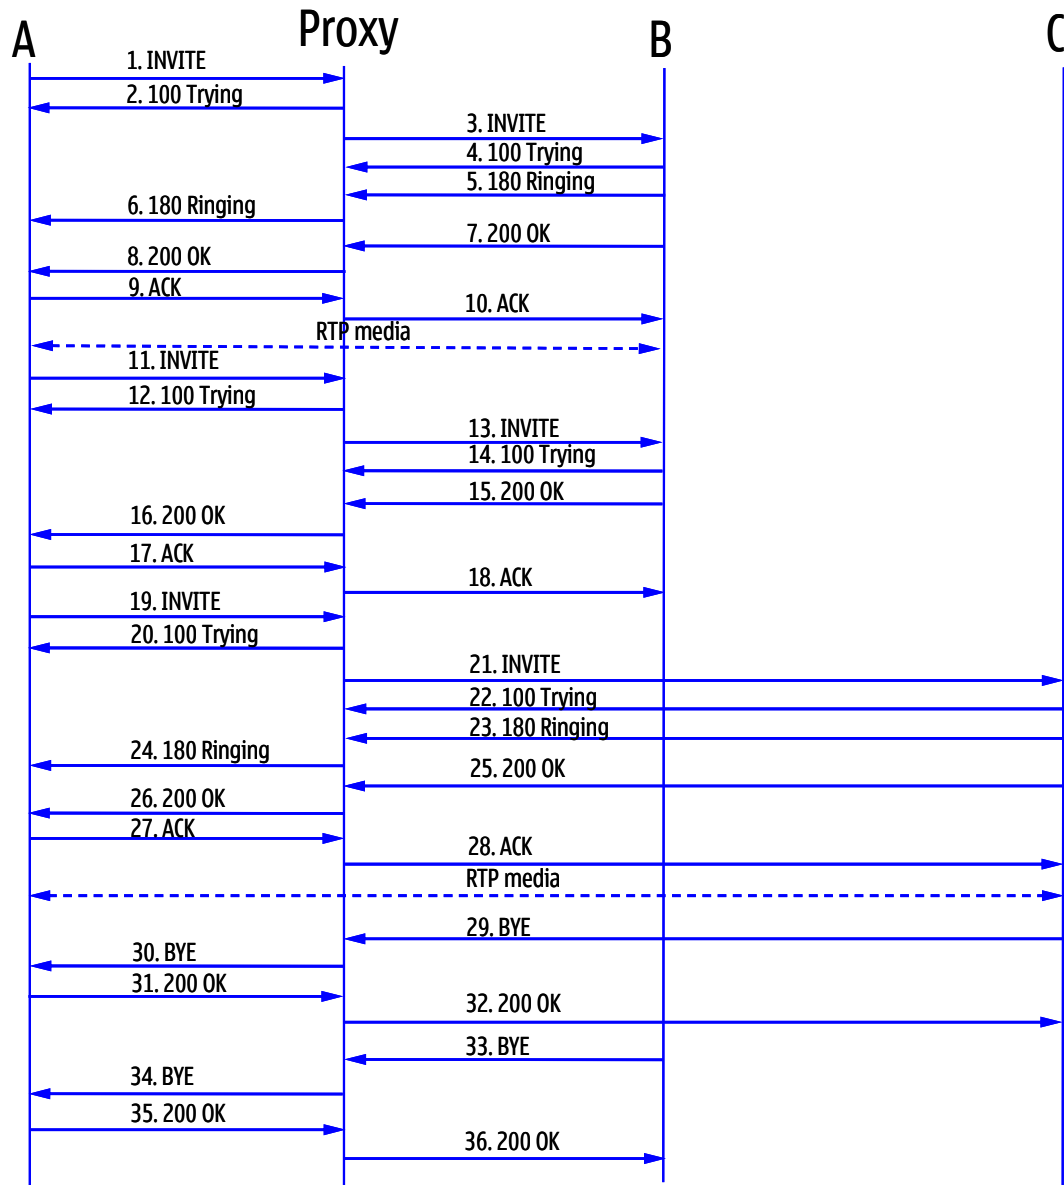 A
Proxy
B
C
1. INVITE
2. 100 Trying
3. INVITE
4. 100 Trying
5. 180 Ringing
6. 180 Ringing
7. 200 OK
8. 200 OK
9. ACK
10. ACK
RTP media
11. INVITE
12. 100 Trying
13. INVITE
14. 100 Trying
15. 200 OK
16. 200 OK
17. ACK
18. ACK
19. INVITE
20. 100 Trying
21. INVITE
22. 100 Trying
23. 180 Ringing
24. 180 Ringing
25. 200 OK
26. 200 OK
27. ACK
28. ACK
RTP media
29. BYE
30. BYE
31. 200 OK
32. 200 OK
33. BYE
34. BYE
35. 200 OK
36. 200 OK